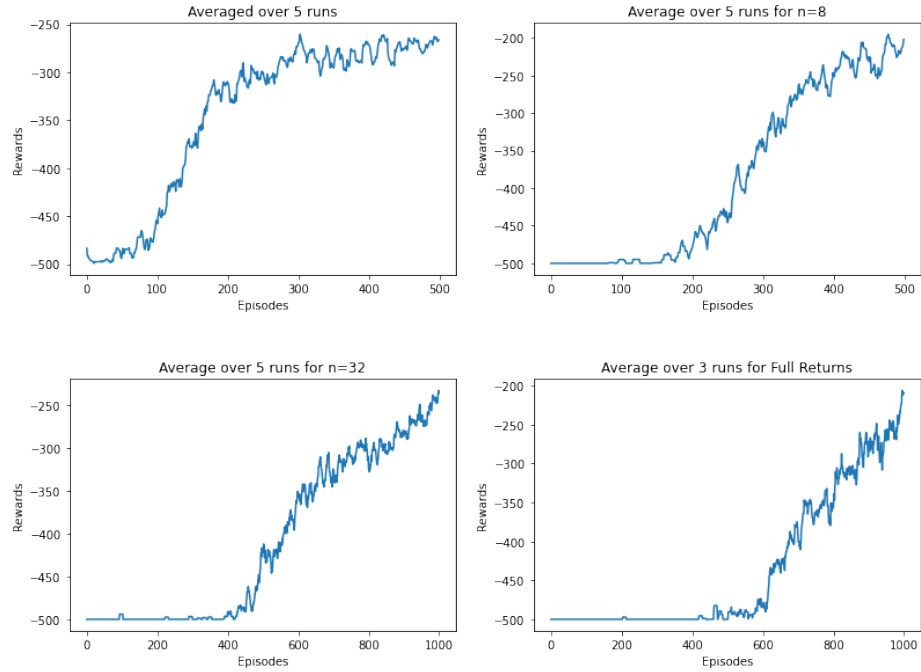 Averaged over 5 runs
−250
−300
−350
−400
−450
−500
Rewards
0 100 200 300 400 500
Episodes
Average over 5 runs for n=8
−200
−250
−300
−350
−400
−450
−500
Rewards
0 100 200 300 400 500
Episodes
Average over 5 runs for n=32
−250
−300
−350
−400
−450
−500
Rewards
0 200 400 600 800 1000
Episodes
Average over 3 runs for Full Returns
−200
−250
−300
−350
−400
−450
−500
Rewards
0 200 400 600 800 1000
Episodes